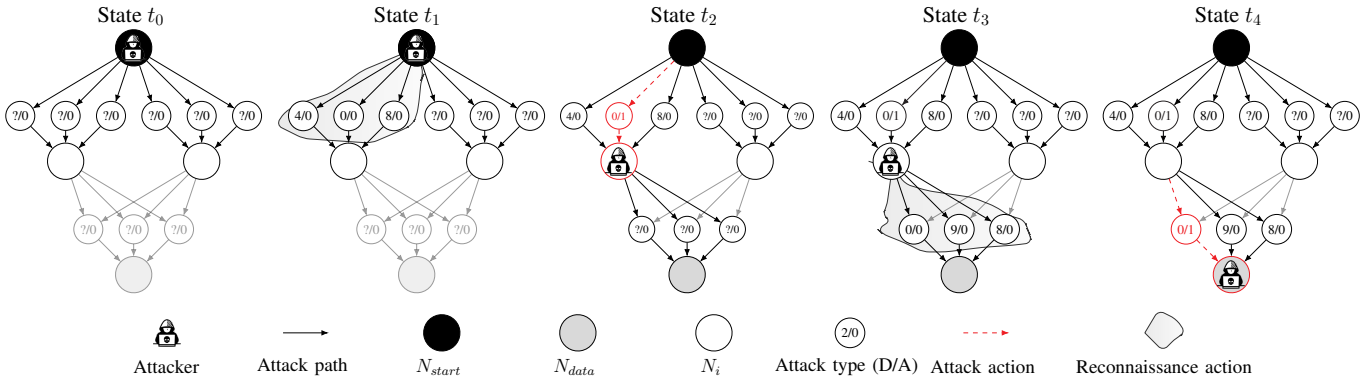 State t0 State t1 State t2 State t3 State t4
?/0 ?/0 ?/0 ?/0 ?/0 ?/0 4/0 0/0 8/0 ?/0 ?/0 ?/0 4/0 0/1 8/0 ?/0 ?/0 ?/0 4/0 0/1 8/0 ?/0 ?/0 ?/0 4/0 0/1 8/0 ?/0 ?/0 ?/0
?/0 ?/0 ?/0 ?/0 ?/0 ?/0 ?/0 ?/0 ?/0 0/0 9/0 8/0 0/1 9/0 8/0
2/0
Attacker Attack path Nstart Ndata Ni Attack type (D/A) Attack action Reconnaissance action